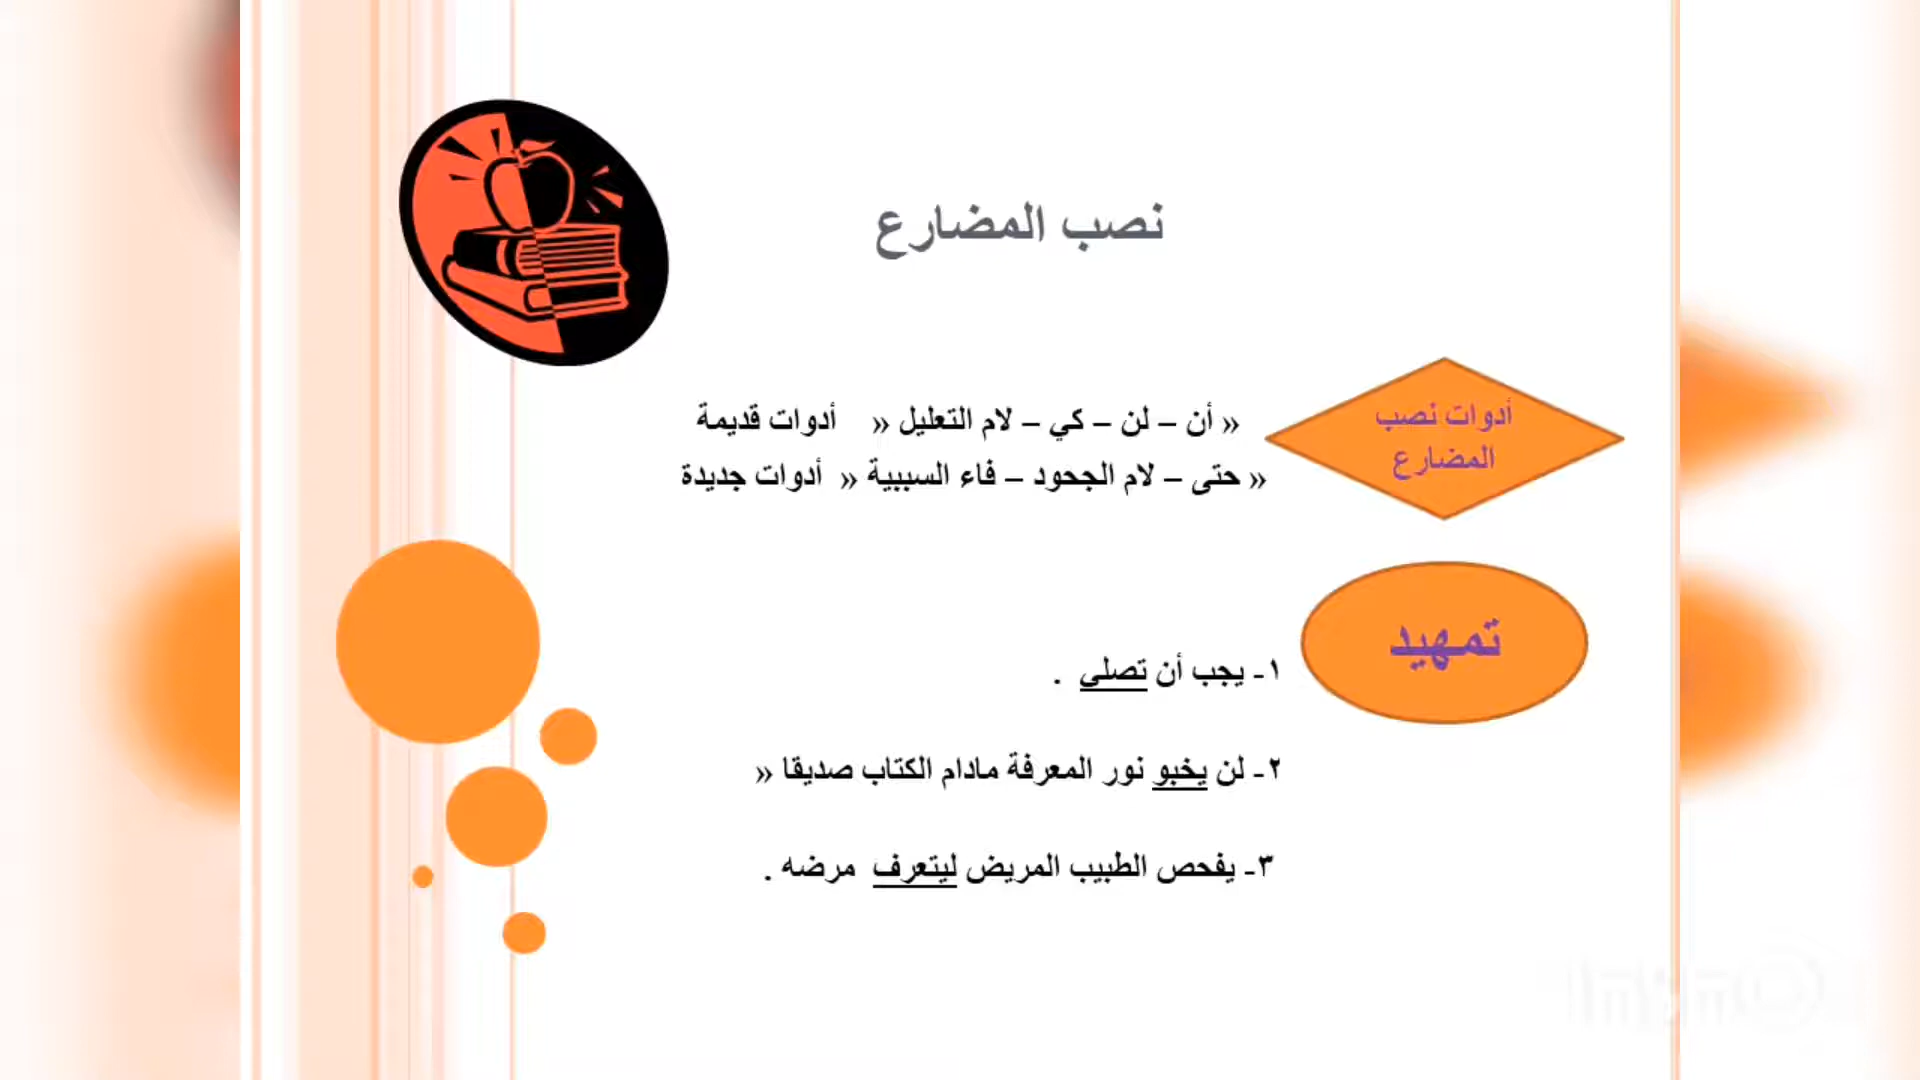 نصب المضارع
أدوات نصب
المضارع
« أن – لن – كي – لام التعليل « أدوات قديمة
« حتى – لام الجحود – فاء السببية « أدوات جديدة
تمهيد
١- يجب أن تصلي .
٢- لن يخبو نور المعرفة مادام الكتاب صديقا «
٣- يفحص الطبيب المريض ليتعرف مرضه .